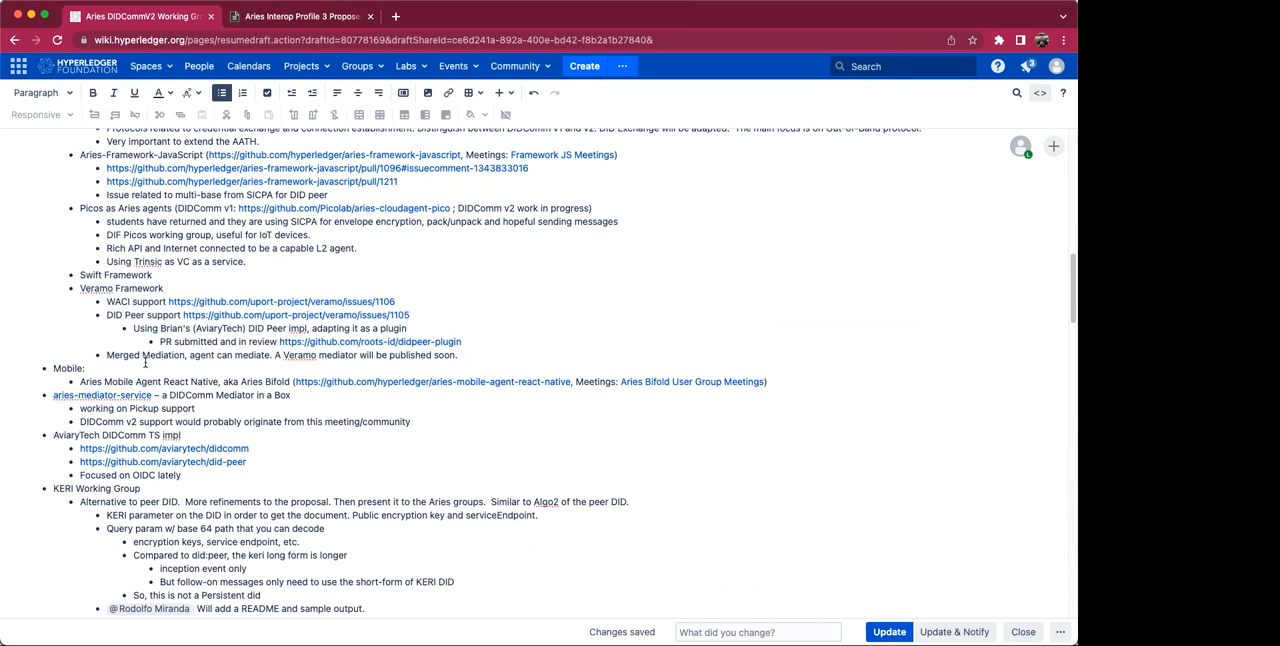 Aries DIDCommV2 Working Gr
Aries Interop Profile 3 Propose
wiki.hyperledger.org/pages/resumedraft.action?draftId=80778169&draftShareId=ce6d241a-892a-400e-bd42-f8b2a1b27840&
HYPERLEDGER FOUNDATION Spaces People Calendars Projects Groups Labs Events Community Create ... Search 3
Paragraph B I U A
Responsive
Protocols related to credential exchange and connection establishment. Distinguish between DIDComm v1 and v2. DID Exchange will be adapted. The main focus is on Out-of-Band protocol.
Very important to extend the AATH.
Aries-Framework-JavaScript (https://github.com/hyperledger/aries-framework-javascript, Meetings: Framework JS Meetings)
https://github.com/hyperledger/aries-framework-javascript/pull/1096#issuecomment-1343833016
https://github.com/hyperledger/aries-framework-javascript/pull/1211
Issue related to multi-base from SICPA for DID peer
Picos as Aries agents (DIDComm v1: https://github.com/Picolab/aries-cloudagent-pico ; DIDComm v2 work in progress)
students have returned and they are using SICPA for envelope encryption, pack/unpack and hopeful sending messages
DIF Picos working group, useful for IoT devices.
Rich API and Internet connected to be a capable L2 agent.
Using Trinsic as VC as a service.
Swift Framework
Veramo Framework
WACI support https://github.com/uport-project/veramo/issues/1106
DID Peer support https://github.com/uport-project/veramo/issues/1105
Using Brian's (AviaryTech) DID Peer impl, adapting it as a plugin
PR submitted and in review https://github.com/roots-id/didpeer-plugin
Merged Mediation, agent can mediate. A Veramo mediator will be published soon.
Mobile:
Aries Mobile Agent React Native, aka Aries Bifold (https://github.com/hyperledger/aries-mobile-agent-react-native, Meetings: Aries Bifold User Group Meetings)
aries-mediator-service – a DIDComm Mediator in a Box
working on Pickup support
DIDComm v2 support would probably originate from this meeting/community
AviaryTech DIDComm TS impl
https://github.com/aviarytech/didcomm
https://github.com/aviarytech/did-peer
Focused on OIDC lately
KERI Working Group
Alternative to peer DID. More refinements to the proposal. Then present it to the Aries groups. Similar to Algo2 of the peer DID.
KERI parameter on the DID in order to get the document. Public encryption key and serviceEndpoint.
Query param w/ base 64 path that you can decode
encryption keys, service endpoint, etc.
Compared to did:peer, the keri long form is longer
inception event only
But follow-on messages only need to use the short-form of KERI DID
So, this is not a Persistent did
@Rodolfo Miranda Will add a README and sample output.
Changes saved What did you change? Update Update & Notify Close ...